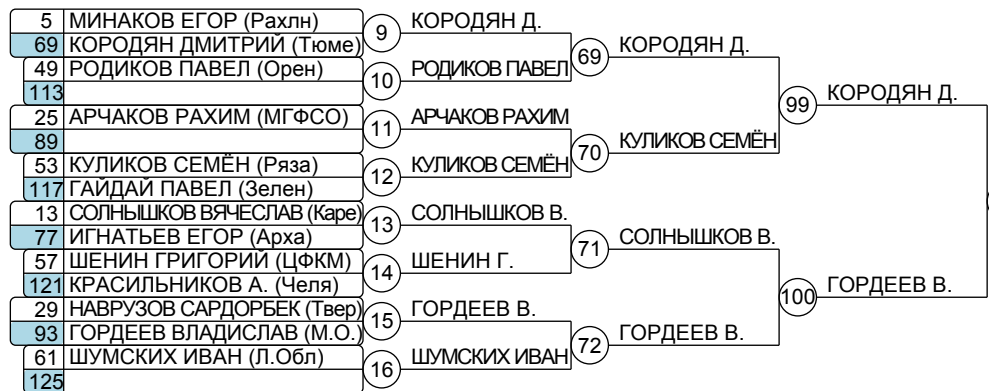 5 МИНАКОВ ЕГОР (Рахлн)
69 КОРОДЯН ДМИТРИЙ (Тюме)
49 РОДИКОВ ПАВЕЛ (Орен)
113
25 АРЧАКОВ РАХИМ (МГФСО)
89
53 КУЛИКОВ СЕМЁН (Ряза)
117 ГАЙДАЙ ПАВЕЛ (Зелен)
13 СОЛНЫШКОВ ВЯЧЕСЛАВ (Каре)
77 ИГНАТЬЕВ ЕГОР (Арха)
57 ШЕНИН ГРИГОРИЙ (ЦФКМ)
121 КРАСИЛЬНИКОВ А. (Челя)
29 НАВРУЗОВ САРДОРБЕК (Твер)
93 ГОРДЕЕВ ВЛАДИСЛАВ (М.О.)
61 ШУМСКИХ ИВАН (Л.Обл)
125
9 КОРОДЯН Д.
10 РОДИКОВ ПАВЕЛ
11 АРЧАКОВ РАХИМ
12 КУЛИКОВ СЕМЁН
13 СОЛНЫШКОВ В.
14 ШЕНИН Г.
15 ГОРДЕЕВ В.
16 ШУМСКИХ ИВАН
69 КОРОДЯН Д.
70 КУЛИКОВ СЕМЁН
71 СОЛНЫШКОВ В.
72 ГОРДЕЕВ В.
99 КОРОДЯН Д.
100 ГОРДЕЕВ В.